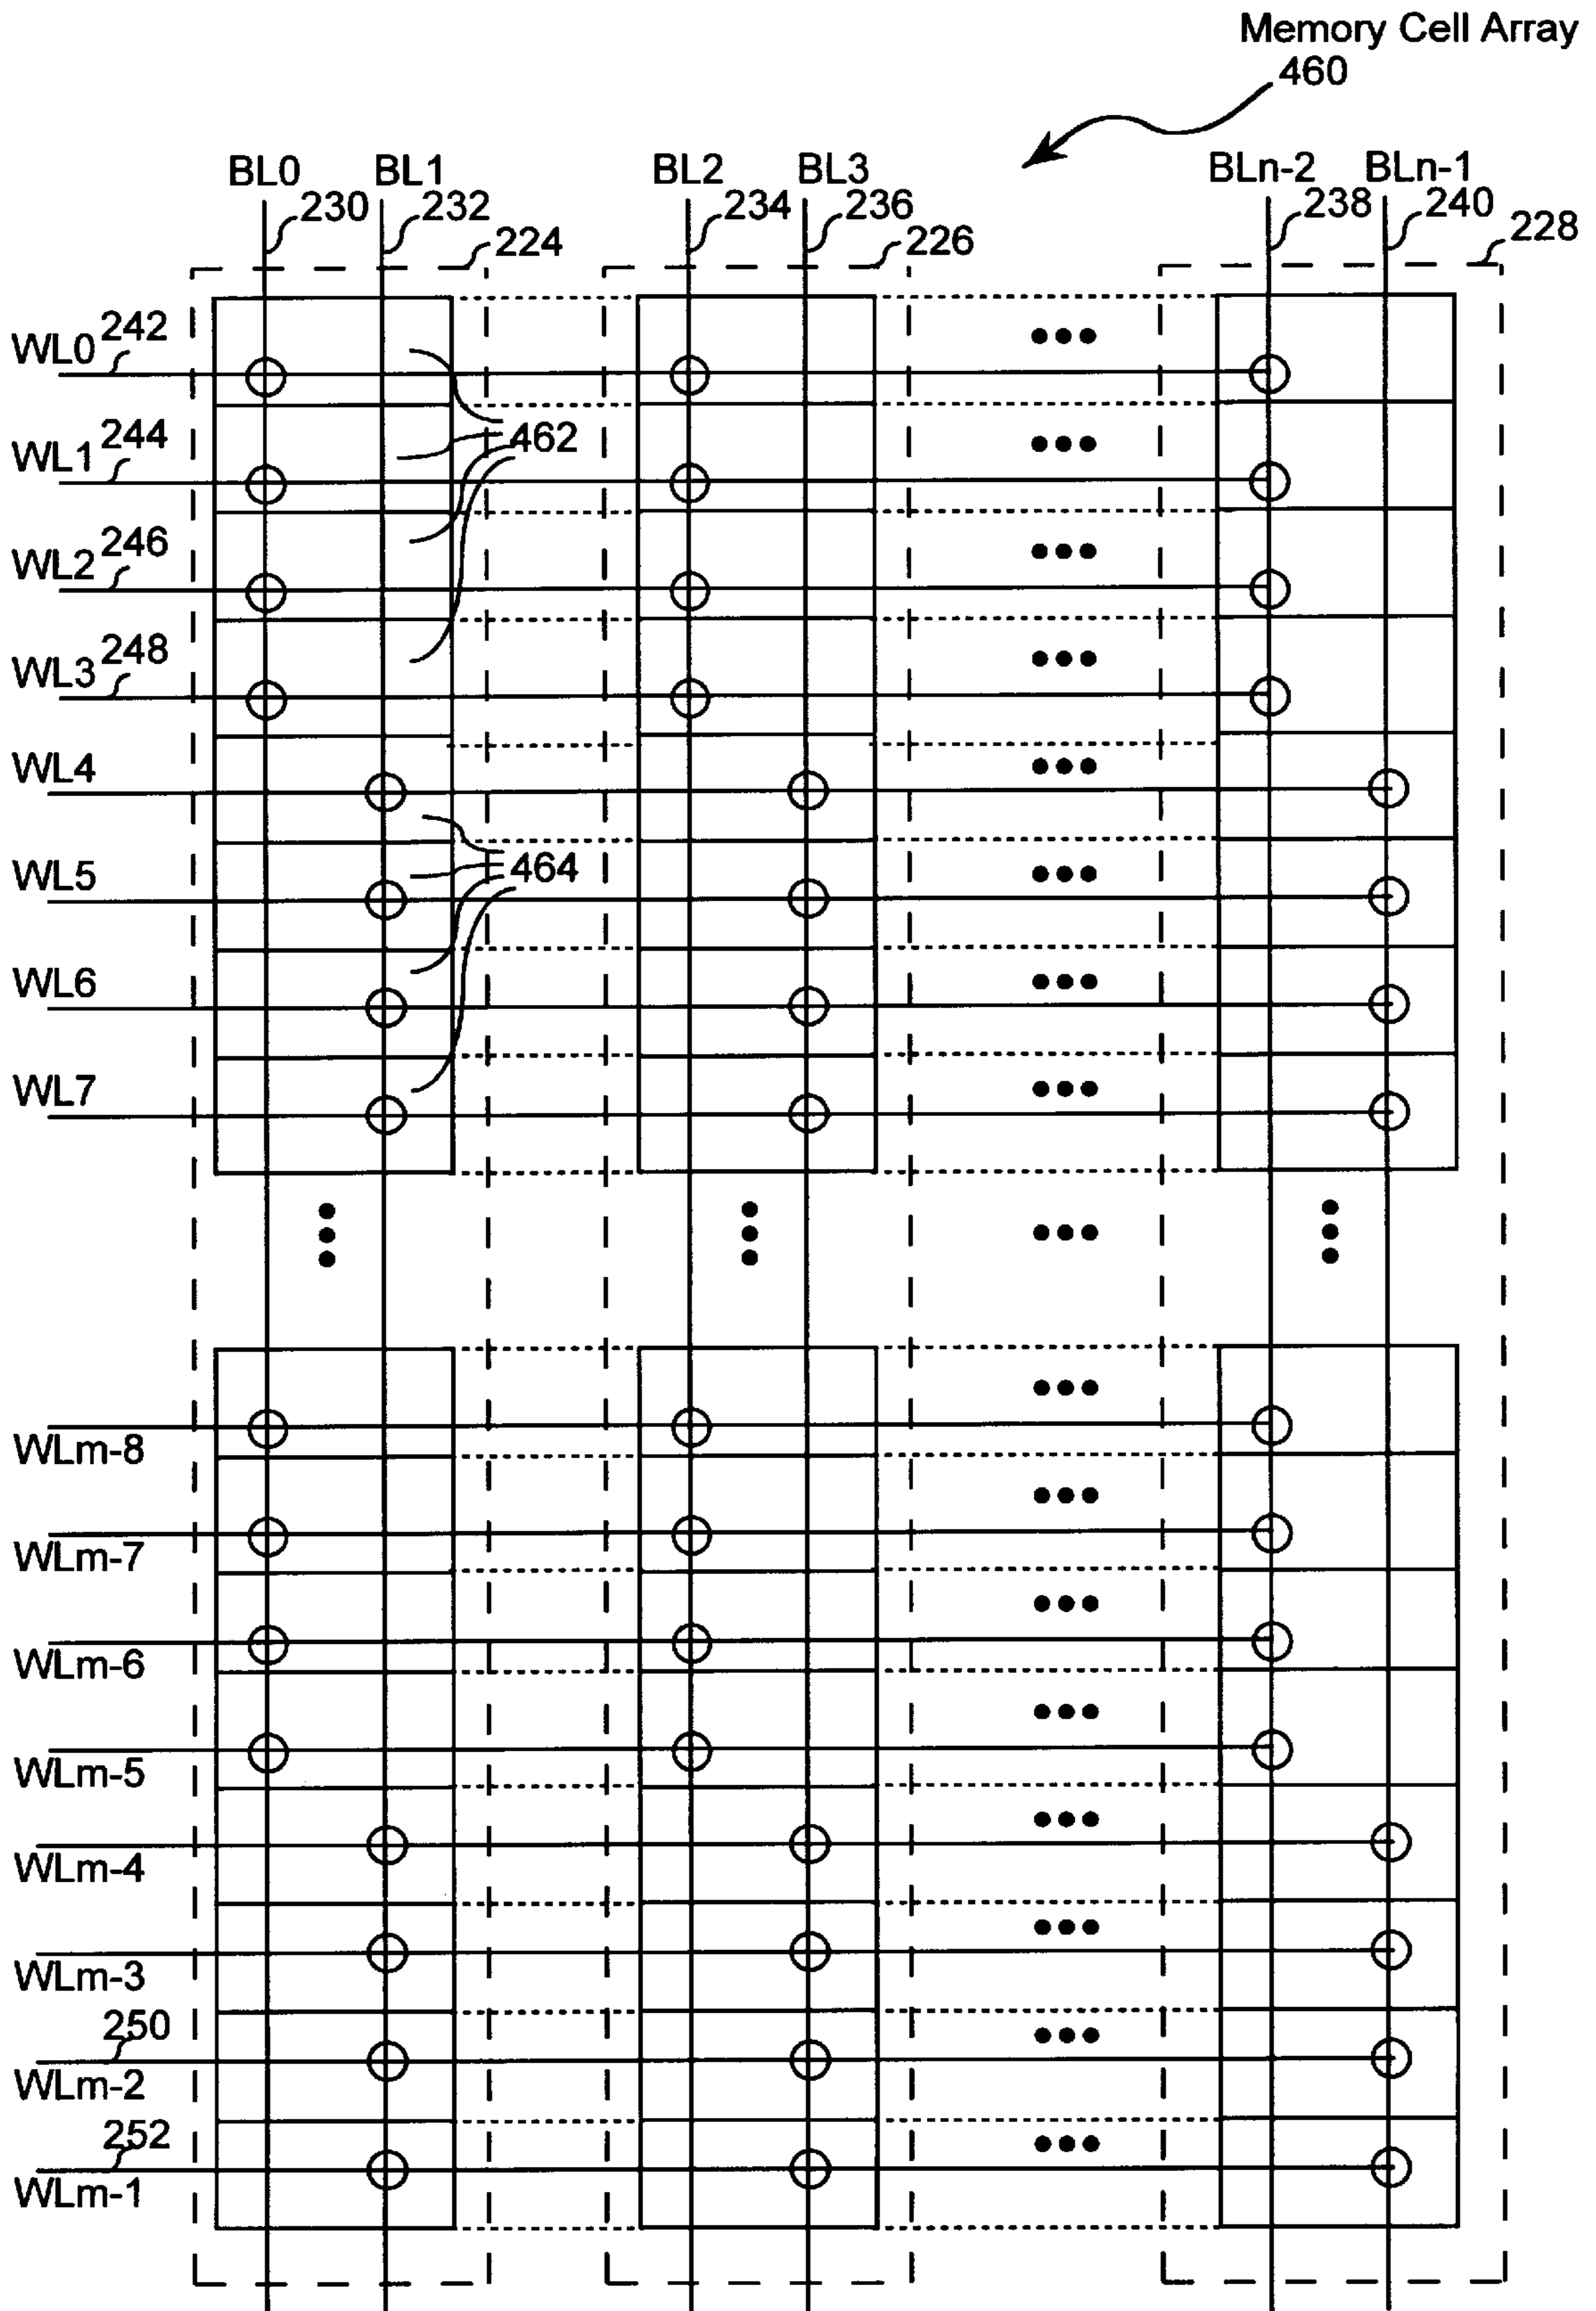 Memory Cell Array
460
BL0 BL1 BL2 BL3 BLn-2 BLn-1
230 232 234 236 238 240
224 226 228
WL0 242
WL1 244
462
WL2 246
WL3 248
WL4
WL5
464
WL6
WL7
WLm-8
WLm-7
WLm-6
WLm-5
WLm-4
WLm-3
250
WLm-2
252
WLm-1